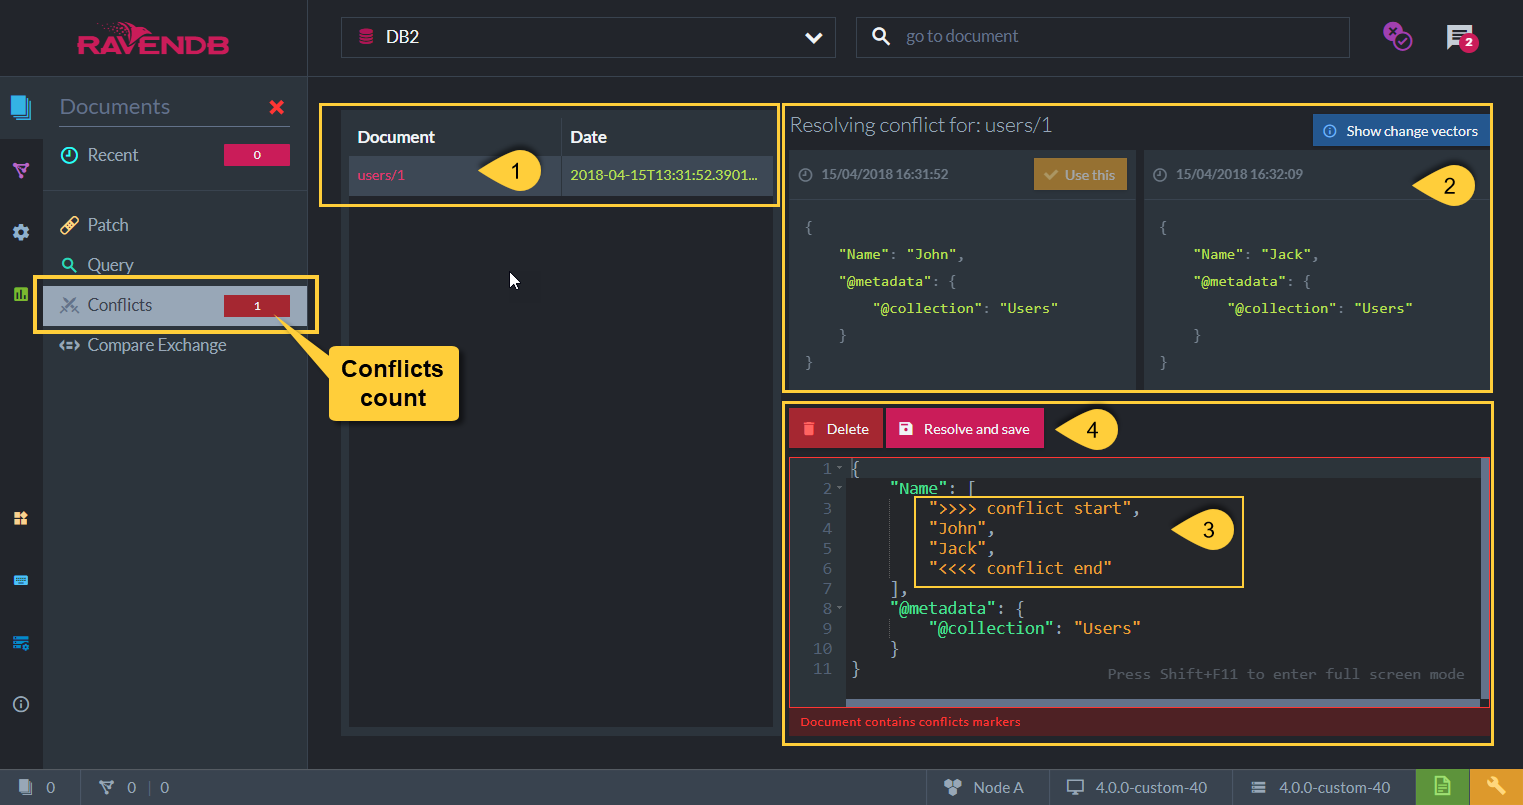 RAVENDB
DB2
go to document
2
Documents
Recent
0
Patch
Query
Conflicts
1
Compare Exchange
Conflicts
count
Document
Date
users/1
2018-04-15T13:31:52.3901...
1
Resolving conflict for: users/1
Show change vectors
15/04/2018 16:31:52
Use this
{
"Name": "John",
"@metadata": {
"@collection": "Users"
}
}
15/04/2018 16:32:09
2
{
"Name": "Jack",
"@metadata": {
"@collection": "Users"
}
}
Delete
Resolve and save
4
1 {
2 "Name": [
3 ">>>> conflict start",
4 "John",
5 "Jack",
6 "<<<< conflict end"
7 ],
8 "@metadata": {
9 "@collection": "Users"
10 }
11 }
3
Press Shift+F11 to enter full screen mode
Document contains conflicts markers
0
0 | 0
Node A
4.0.0-custom-40
4.0.0-custom-40